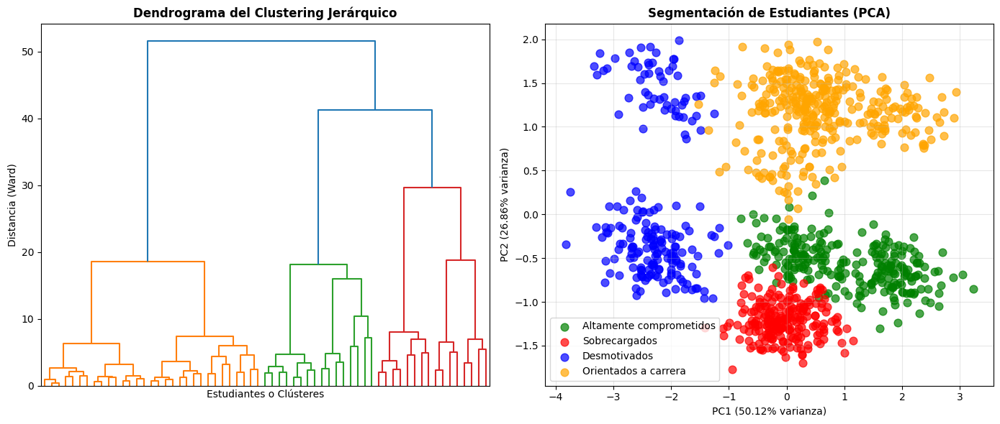 Dendrograma del Clustering Jerárquico
Distancia (Ward)
50
40
30
20
10
0
Estudiantes o Clústeres
Segmentación de Estudiantes (PCA)
PC2 (26.86% varianza)
2.0
1.5
1.0
0.5
0.0
−0.5
−1.0
−1.5
Altamente comprometidos
Sobrecargados
Desmotivados
Orientados a carrera
−4 −3 −2 −1 0 1 2 3
PC1 (50.12% varianza)